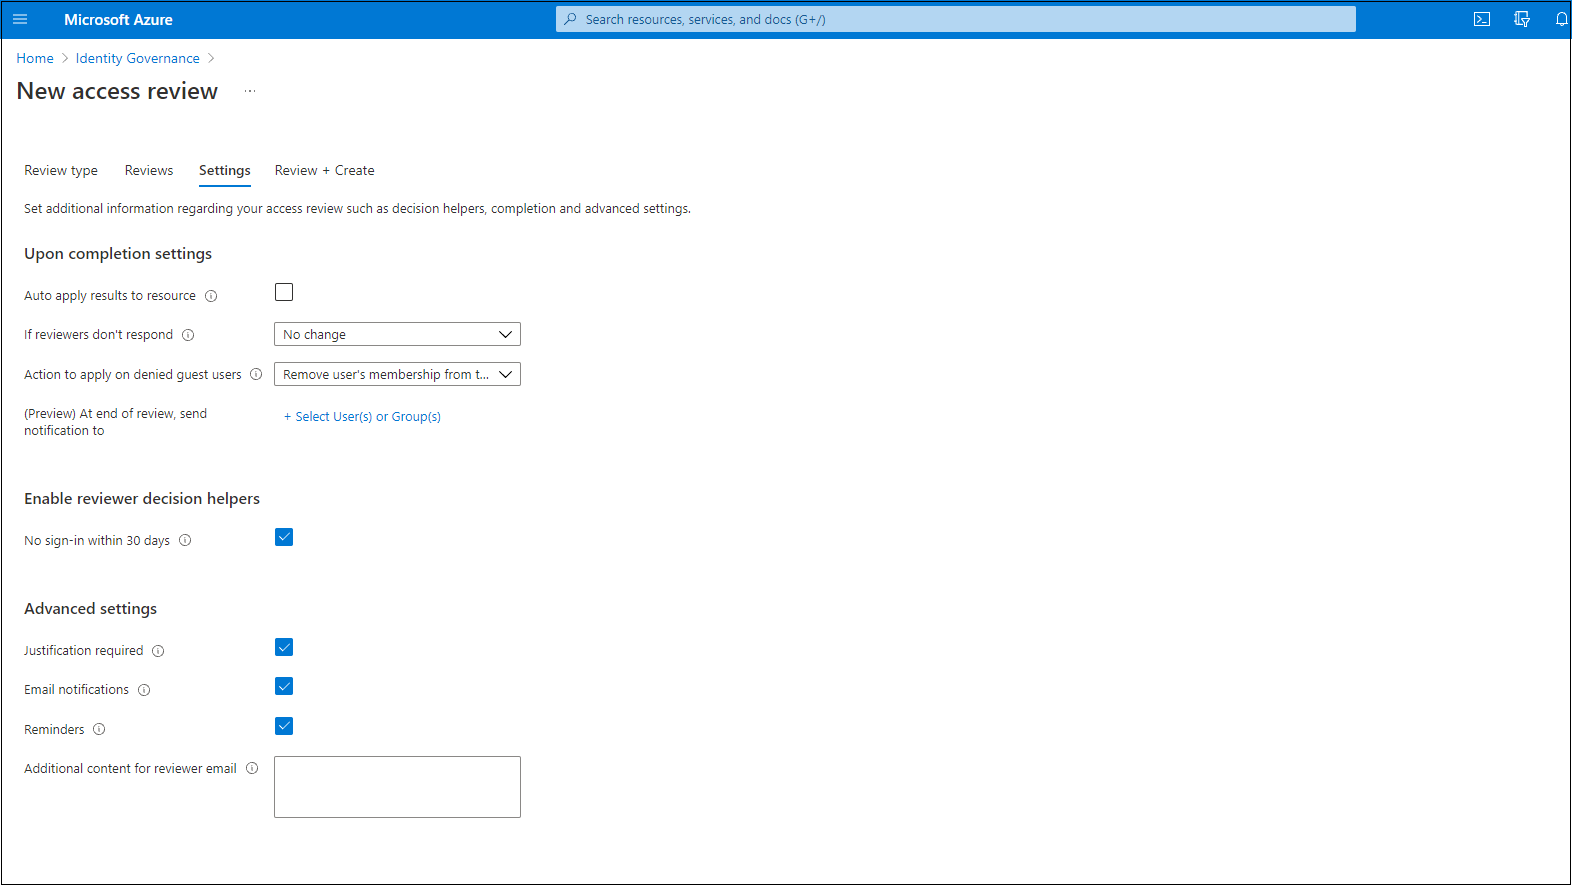 Microsoft Azure
Search resources, services, and docs (G+/)
Home > Identity Governance >
New access review ...
Review type Reviews Settings Review + Create
Set additional information regarding your access review such as decision helpers, completion and advanced settings.
Upon completion settings
Auto apply results to resource
If reviewers don't respond No change
Action to apply on denied guest users Remove user's membership from t...
(Preview) At end of review, send
notification to
+ Select User(s) or Group(s)
Enable reviewer decision helpers
No sign-in within 30 days
Advanced settings
Justification required
Email notifications
Reminders
Additional content for reviewer email